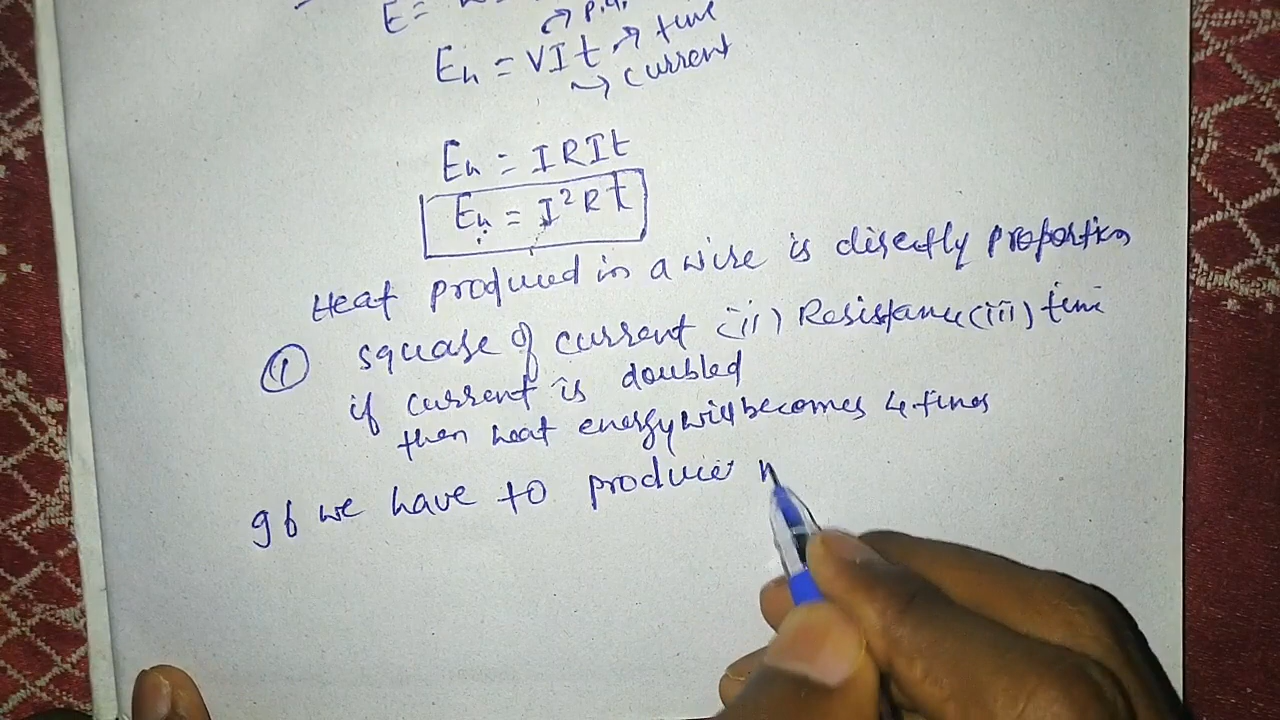 E =
→ p.d.
Eh = VIt → time
→ current
Eh = IRIt
Eh = I²Rt
Heat produced in a wire is directly proportion
① square of current (ii) Resistance (iii) time
if current is doubled
then heat energy will becomes 4 times
If we have to produce